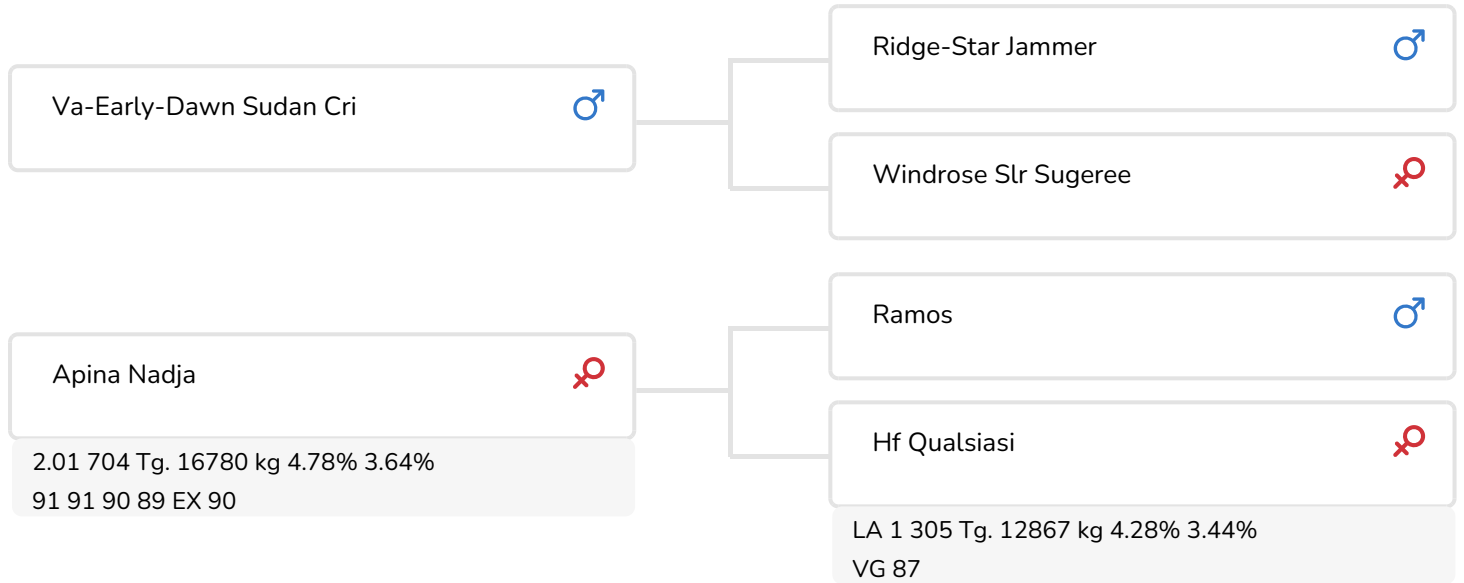 Ridge-Star Jammer
Va-Early-Dawn Sudan Cri
Windrose Slr Sugeree
Ramos
Apina Nadja
Hf Qualsiasi
2.01 704 Tg. 16780 kg 4.78% 3.64%
91 91 90 89 EX 90
LA 1 305 Tg. 12867 kg 4.28% 3.44%
VG 87